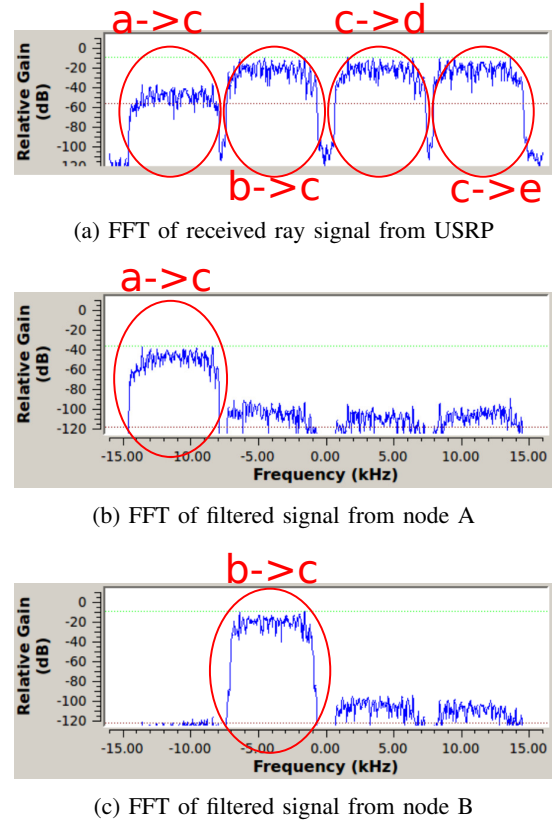 a->c
c->d
0
-20
-40
-60
-80
-100
120
Relative Gain
(dB)
b->c
c->e
(a) FFT of received ray signal from USRP
a->c
0
-20
-40
-60
-80
-100
-120
Relative Gain
(dB)
-15.00 -10.00 -5.00 0.00 5.00 10.00 15.00
Frequency (kHz)
(b) FFT of filtered signal from node A
b->c
0
-20
-40
-60
-80
-100
-120
Relative Gain
(dB)
-15.00 -10.00 -5.00 0.00 5.00 10.00 15.00
Frequency (kHz)
(c) FFT of filtered signal from node B